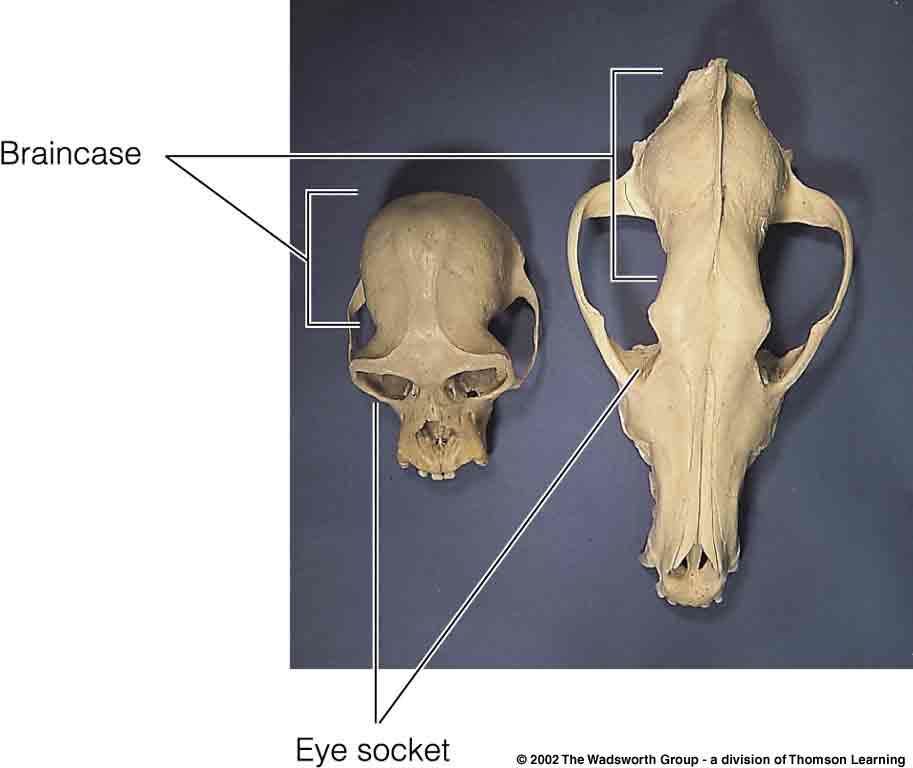 Braincase
Eye socket
© 2002 The Wadsworth Group - a division of Thomson Learning